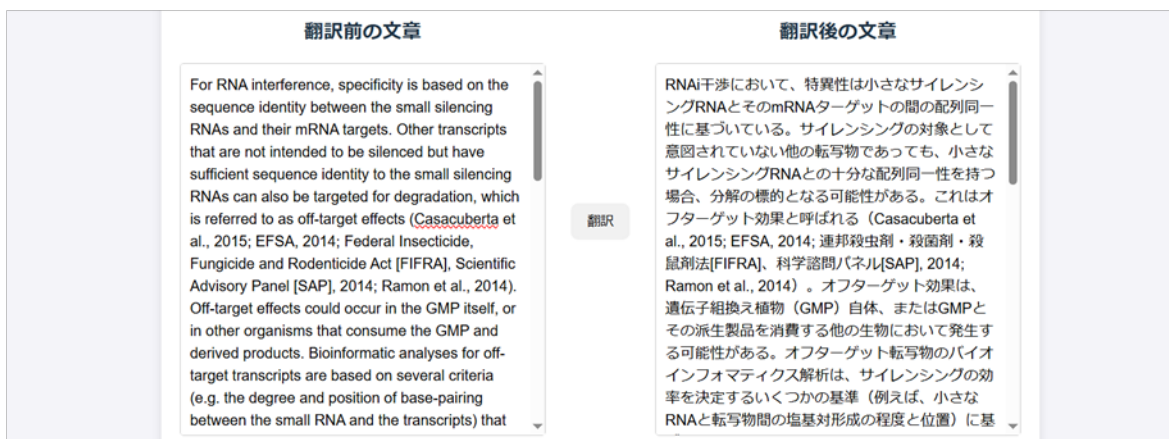 翻訳前の文章
For RNA interference, specificity is based on the
sequence identity between the small silencing
RNAs and their mRNA targets. Other transcripts
that are not intended to be silenced but have
sufficient sequence identity to the small silencing
RNAs can also be targeted for degradation, which
is referred to as off-target effects (Casacuberta et
al., 2015; EFSA, 2014; Federal Insecticide,
Fungicide and Rodenticide Act [FIFRA], Scientific
Advisory Panel [SAP], 2014; Ramon et al., 2014).
Off-target effects could occur in the GMP itself, or
in other organisms that consume the GMP and
derived products. Bioinformatic analyses for off-
target transcripts are based on several criteria
(e.g. the degree and position of base-pairing
between the small RNA and the transcripts) that
翻訳
翻訳後の文章
RNAi干渉において、特異性は小さなサイレンシ
ングRNAとそのmRNAターゲットの間の配列同一
性に基づいている。サイレンシングの対象として
意図されていない他の転写物であっても、小さな
サイレンシングRNAとの十分な配列同一性を持つ
場合、分解の標的となる可能性がある。これはオ
フターゲット効果と呼ばれる（Casacuberta et
al., 2015; EFSA, 2014; 連邦殺虫剤・殺菌剤・殺
鼠剤法[FIFRA]、科学諮問パネル[SAP], 2014;
Ramon et al., 2014）。オフターゲット効果は、
遺伝子組換え植物（GMP）自体、またはGMPと
その派生製品を消費する他の生物において発生す
る可能性がある。オフターゲット転写物のバイオ
インフォマティクス解析は、サイレンシングの効
率を決定するいくつかの基準（例えば、小さな
RNAと転写物間の塩基対形成の程度と位置）に基